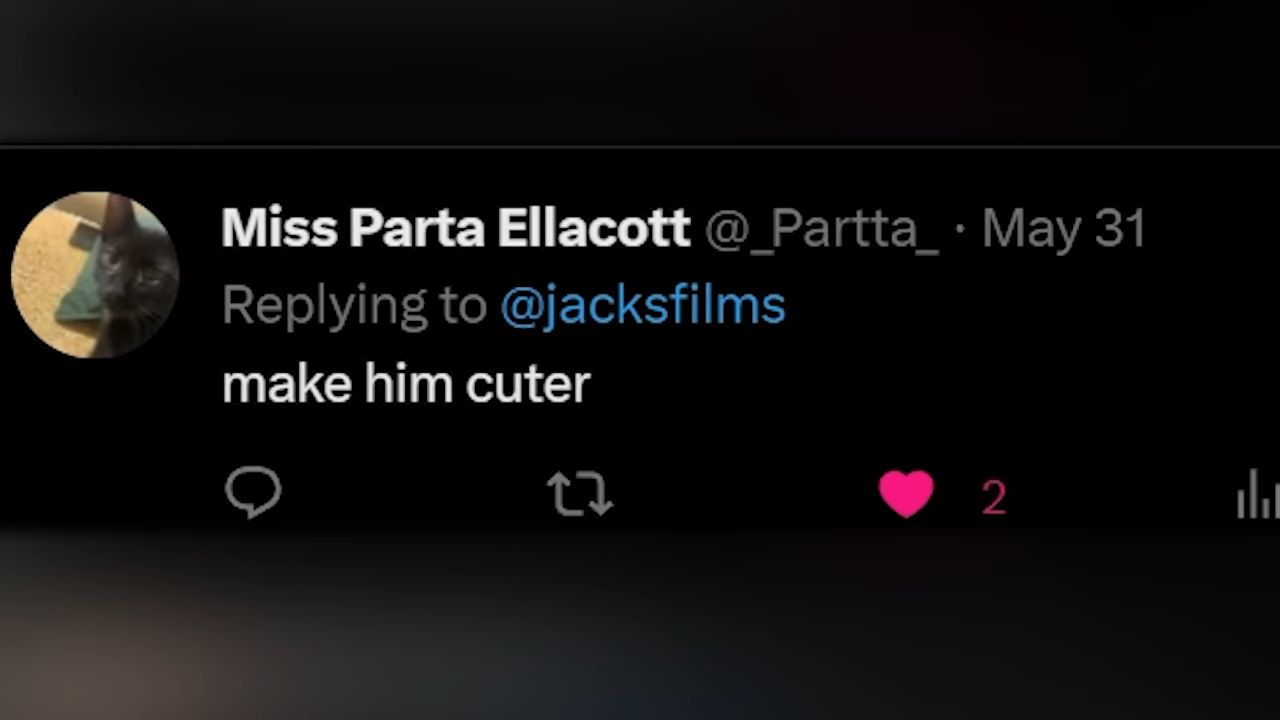 Miss Parta Ellacott @_Partta_ · May 31
Replying to @jacksfilms
make him cuter
2